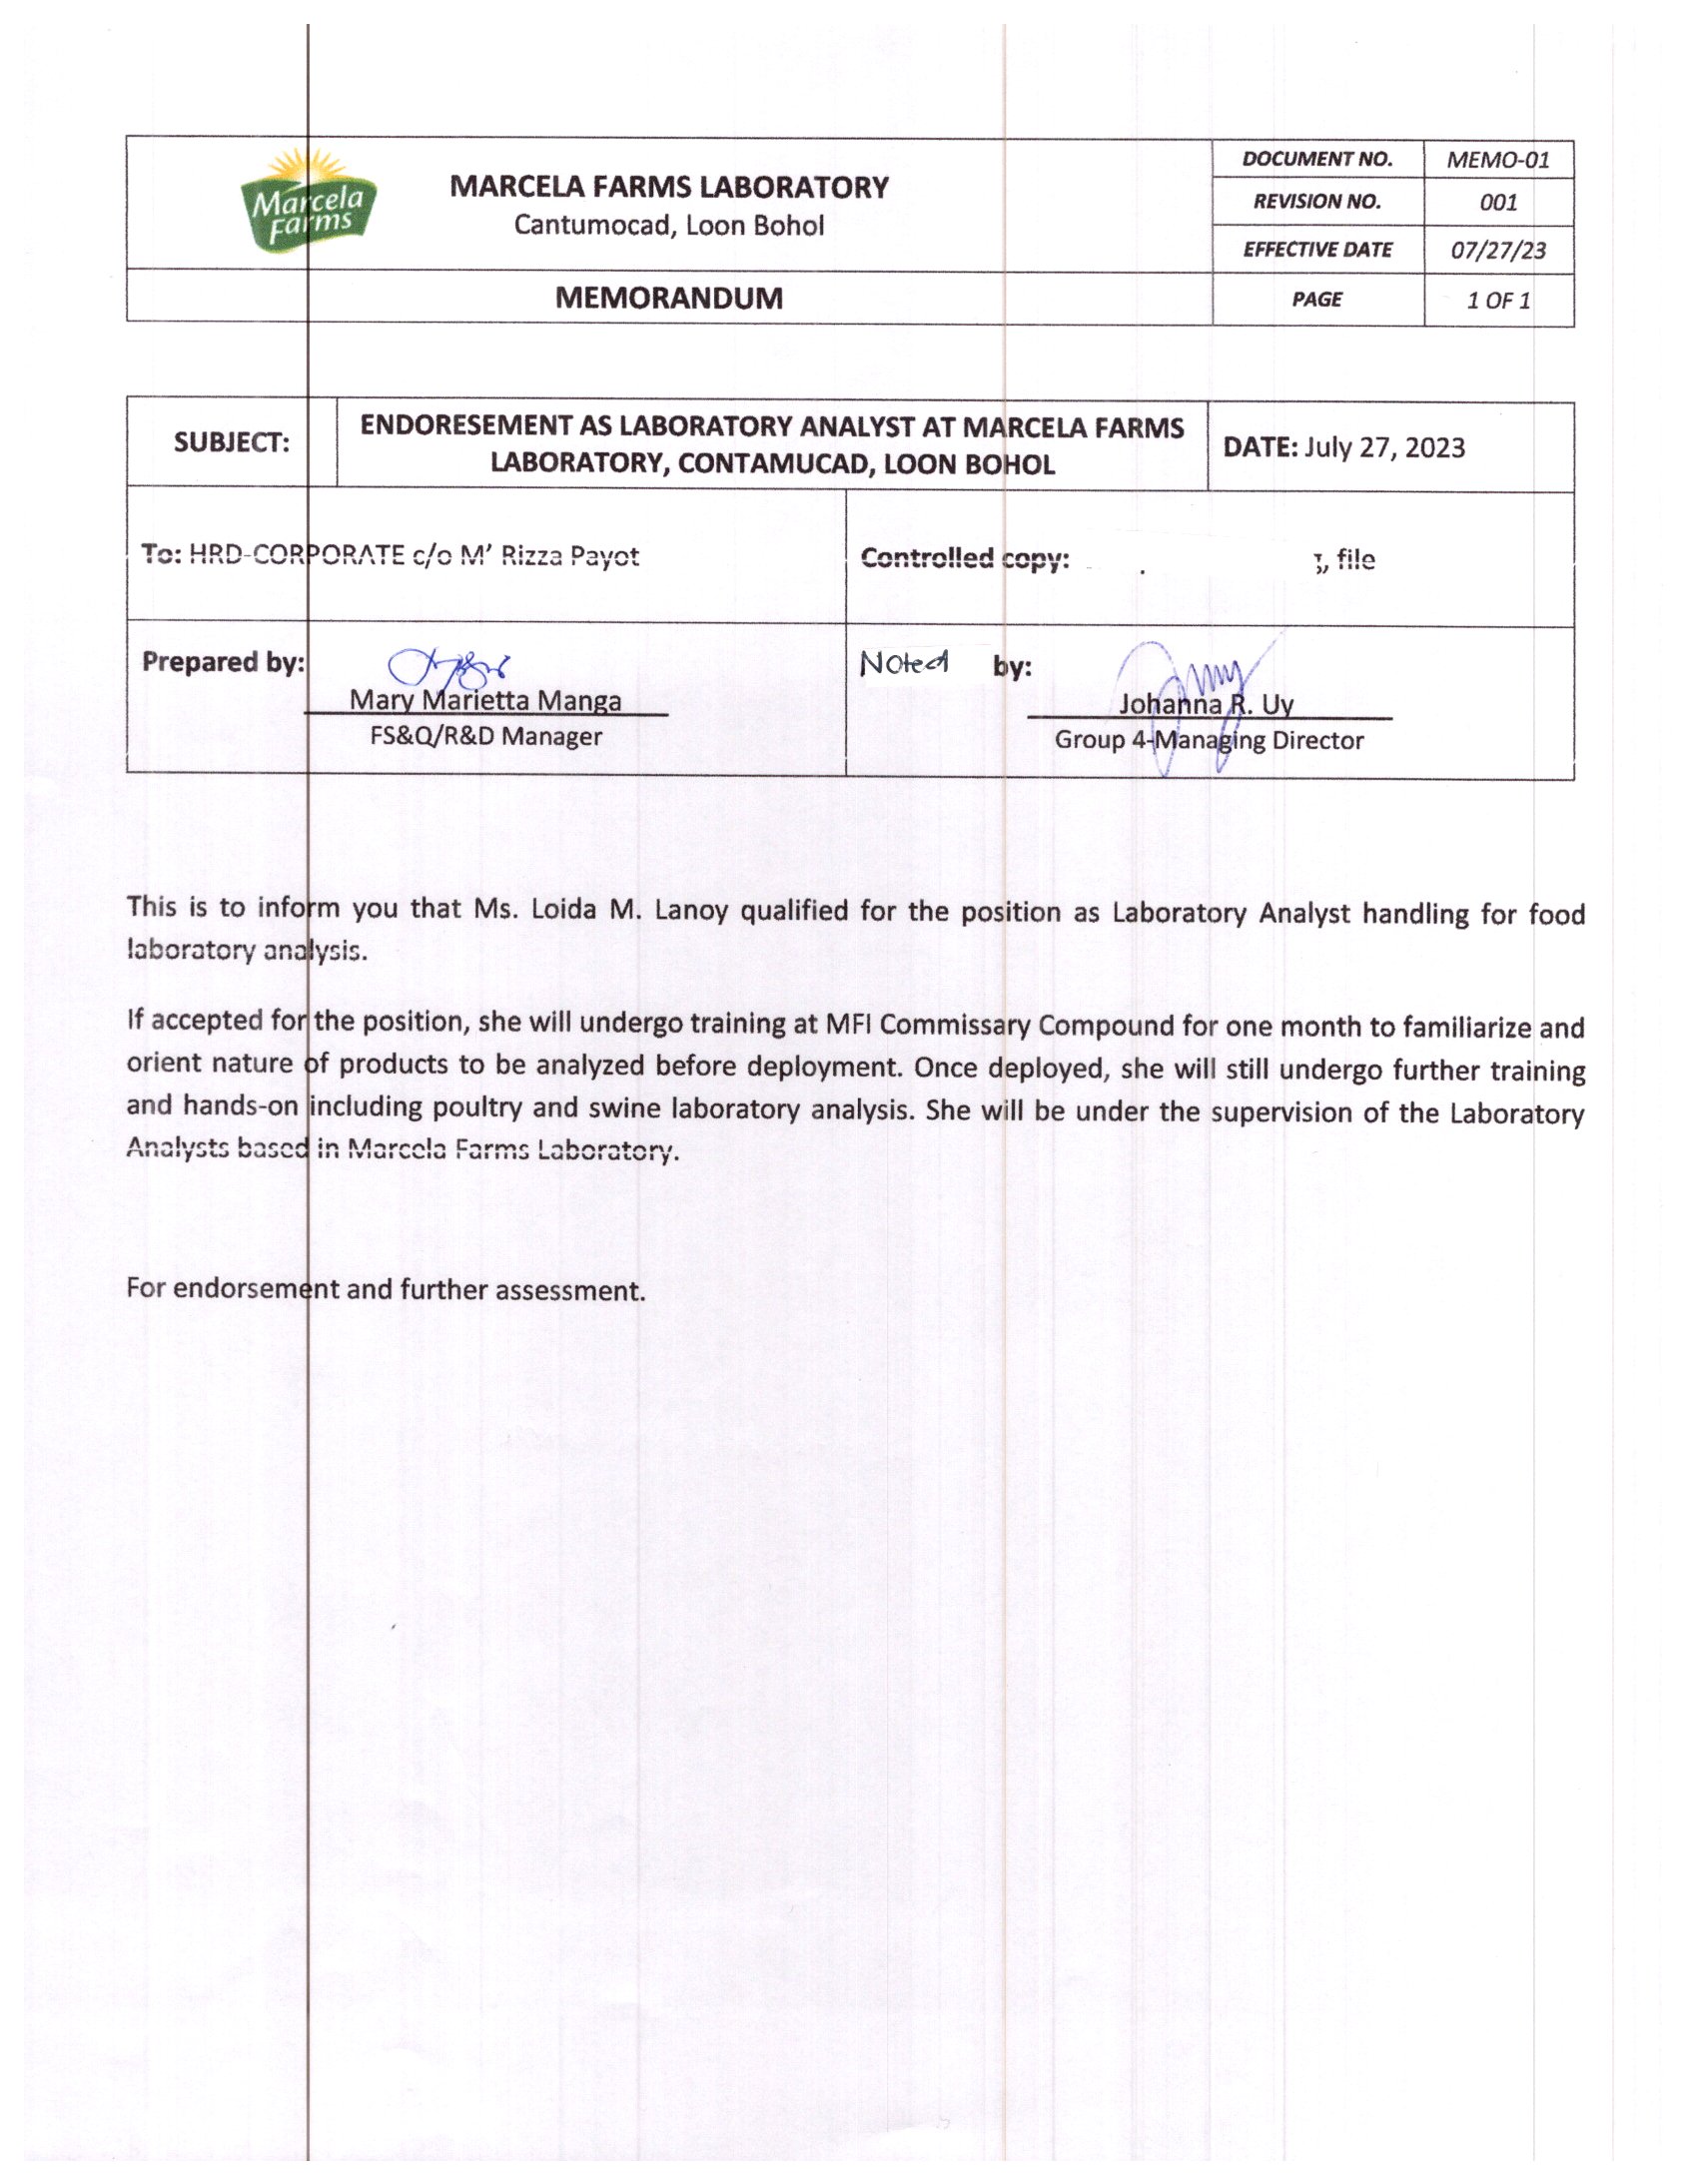 Marcela
Farms
MARCELA FARMS LABORATORY
Cantumocad, Loon Bohol
MEMORANDUM
DOCUMENT NO. MEMO-01
REVISION NO. 001
EFFECTIVE DATE 07/27/23
PAGE 1 OF 1
SUBJECT:
ENDORESEMENT AS LABORATORY ANALYST AT MARCELA FARMS
LABORATORY, CONTAMUCAD, LOON BOHOL
DATE: July 27, 2023
To: HRD-CORPORATE c/o M' Rizza Payot
Controlled copy: , file
Prepared by:
Mary Marietta Manga
FS&Q/R&D Manager
Noted by:
Johanna R. Uy
Group 4-Managing Director
This is to inform you that Ms. Loida M. Lanoy qualified for the position as Laboratory Analyst handling for food
laboratory analysis.
If accepted for the position, she will undergo training at MFI Commissary Compound for one month to familiarize and
orient nature of products to be analyzed before deployment. Once deployed, she will still undergo further training
and hands-on including poultry and swine laboratory analysis. She will be under the supervision of the Laboratory
Analysts based in Marcela Farms Laboratory.
For endorsement and further assessment.